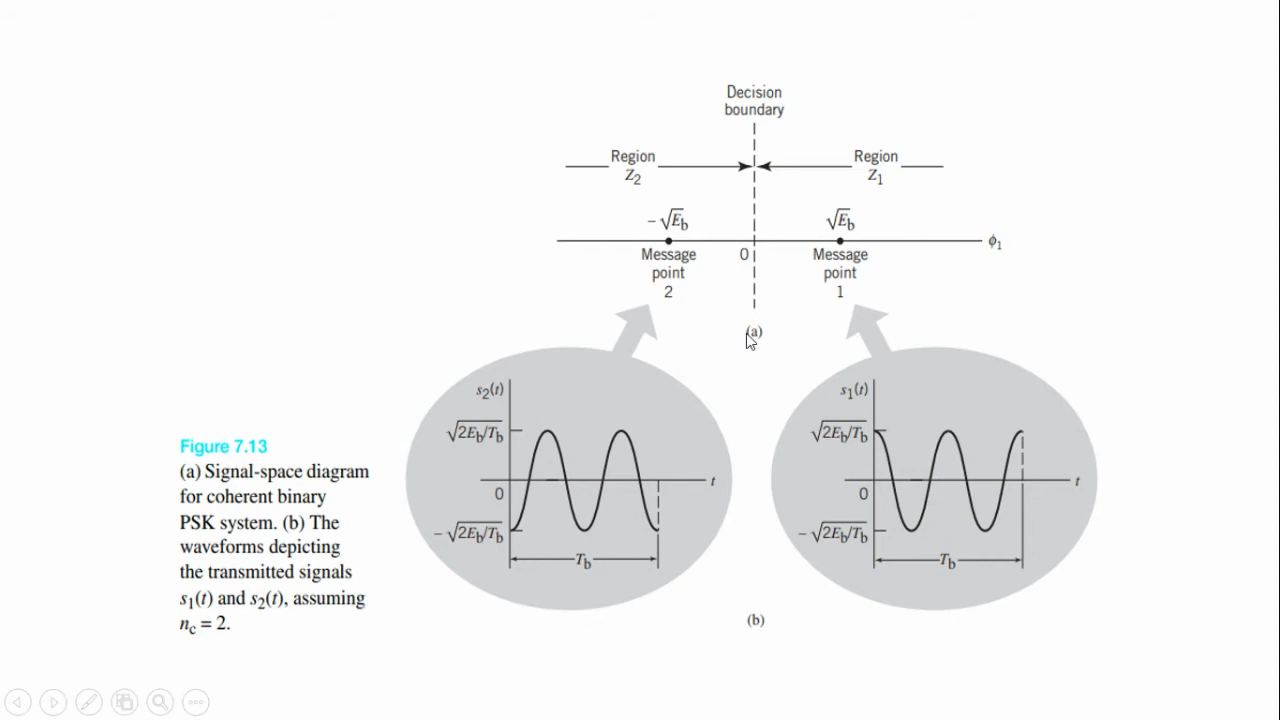 Decision
boundary
Region
Z2
Region
Z1
– √Eb
√Eb
0
ϕ1
Message
point
2
Message
point
1
(a)
s2(t)
√2Eb/Tb
0
t
– √2Eb/Tb
Tb
s1(t)
√2Eb/Tb
0
t
– √2Eb/Tb
Tb
(b)
Figure 7.13
(a) Signal-space diagram
for coherent binary
PSK system. (b) The
waveforms depicting
the transmitted signals
s1(t) and s2(t), assuming
nc = 2.